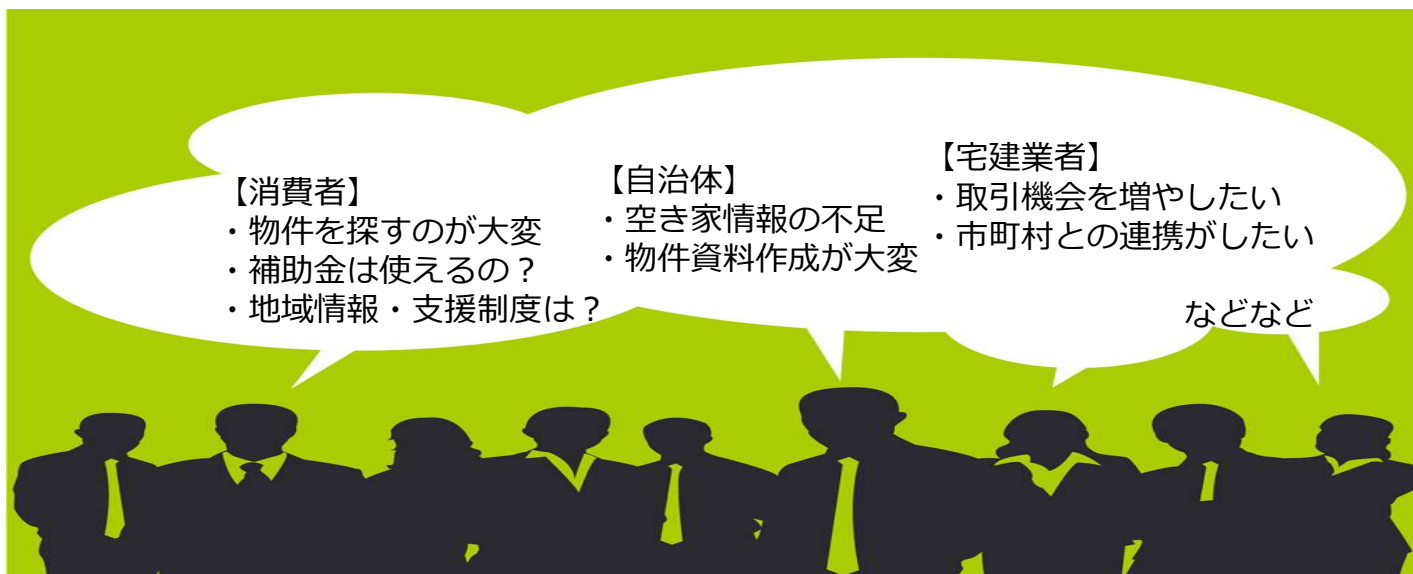 【消費者】
・物件を探すのが大変
・補助金は使えるの？
・地域情報・支援制度は？
【自治体】
・空き家情報の不足
・物件資料作成が大変
【宅建業者】
・取引機会を増やしたい
・市町村との連携がしたい
などなど